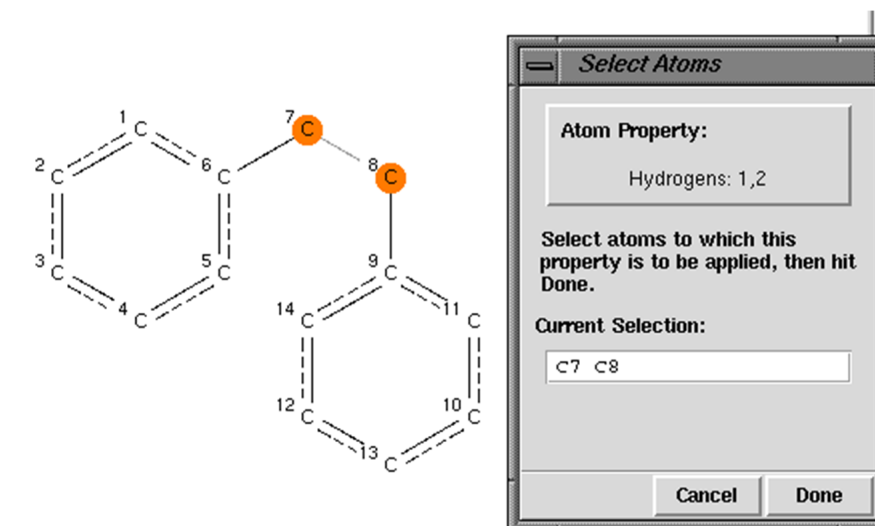 Select Atoms
Atom Property:
Hydrogens: 1,2
Select atoms to which this
property is to be applied, then hit
Done.
Current Selection:
C7 C8
Cancel Done
7 C
1 C
8 C
2 C
6 C
3 C
5 C
9 C
4 C
14 C
11 C
12 C
10 C
13 C